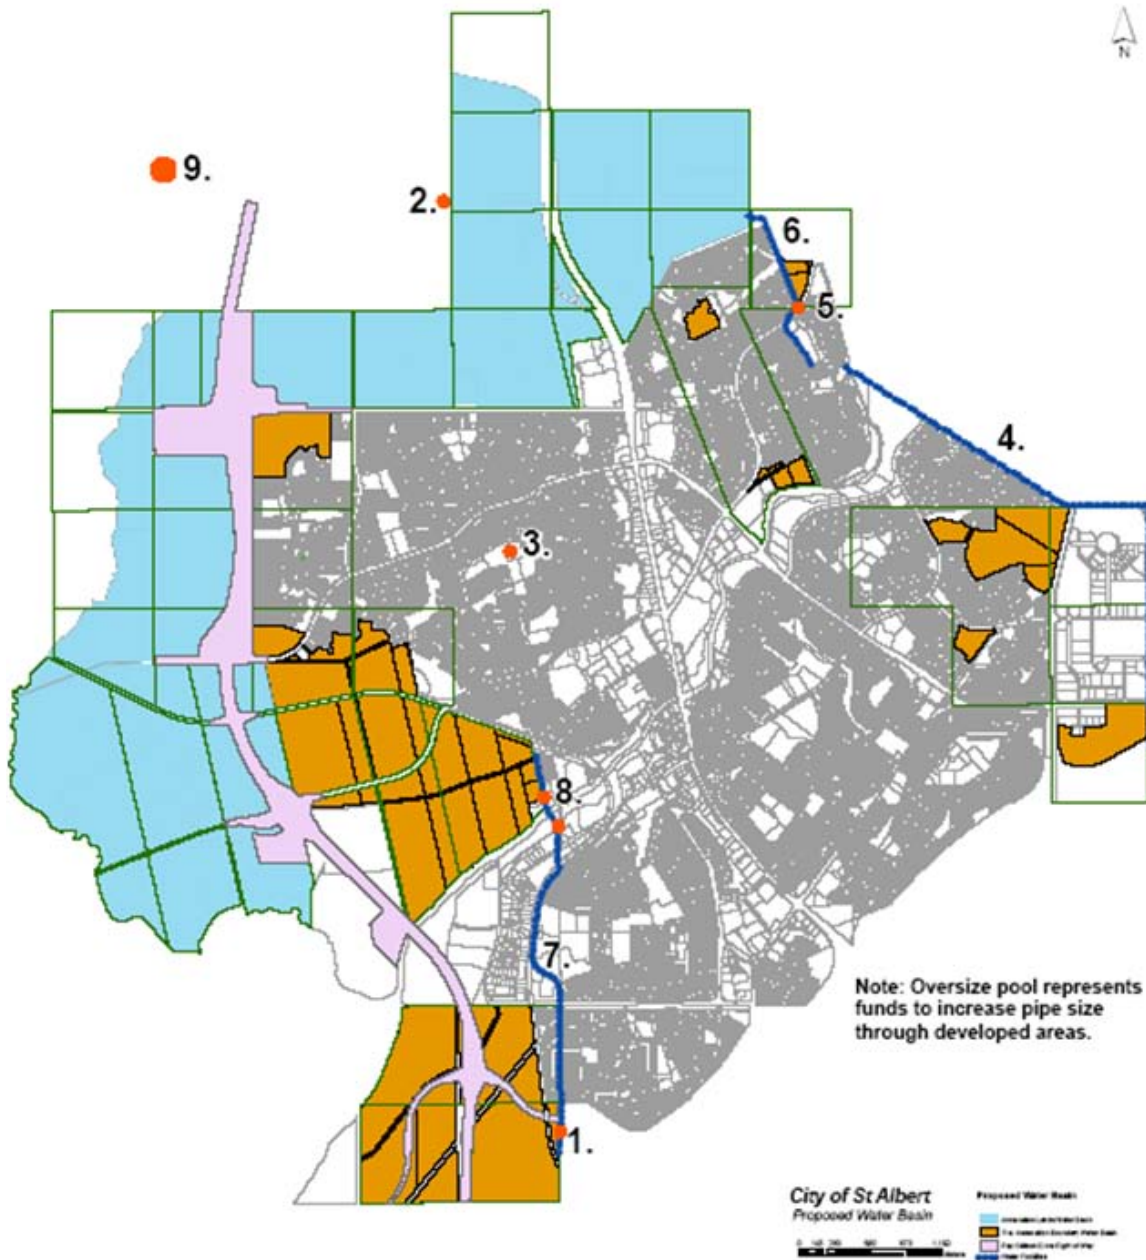 N
9.
2.
6.
5.
4.
3.
8.
7.
Note: Oversize pool represents
funds to increase pipe size
through developed areas.
1.
City of St Albert
Proposed Water Basin
Proposed Water Basin